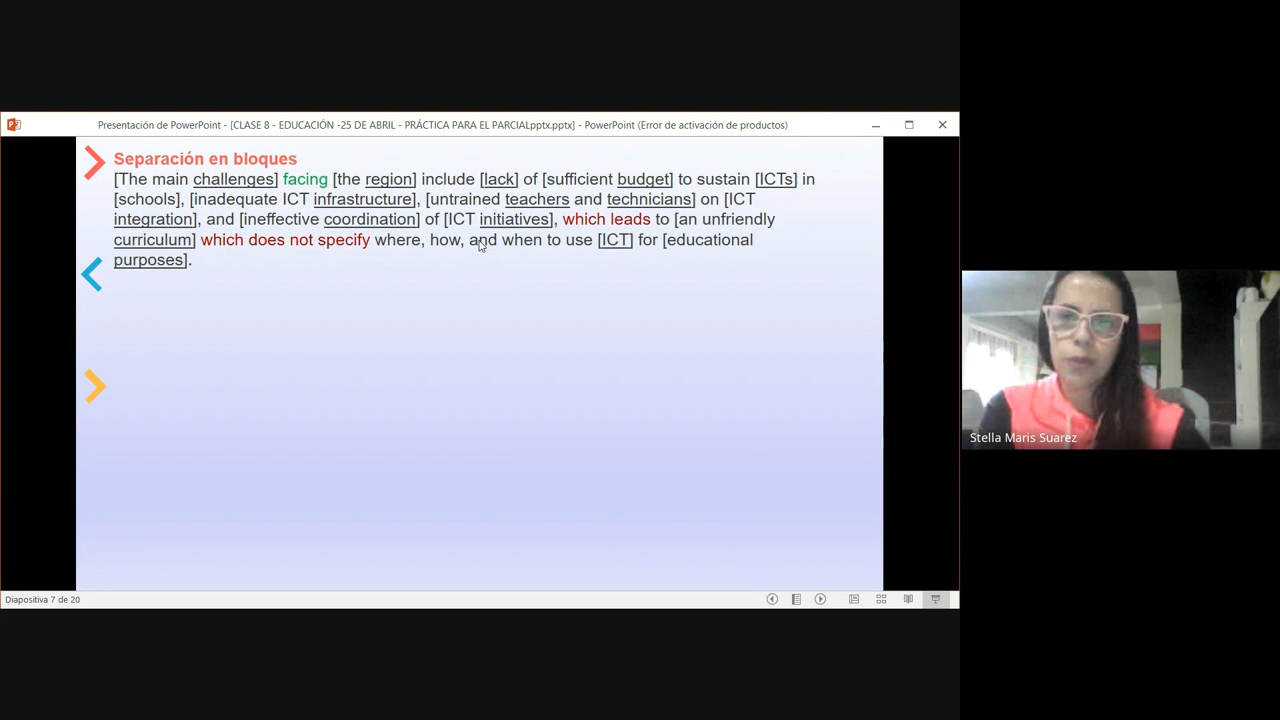 Presentación de PowerPoint - [CLASE 8 - EDUCACIÓN -25 DE ABRIL - PRÁCTICA PARA EL PARCIALpptx.pptx] - PowerPoint (Error de activación de productos)
Separación en bloques
[The main challenges] facing [the region] include [lack] of [sufficient budget] to sustain [ICTs] in
[schools], [inadequate ICT infrastructure], [untrained teachers and technicians] on [ICT
integration], and [ineffective coordination] of [ICT initiatives], which leads to [an unfriendly
curriculum] which does not specify where, how, and when to use [ICT] for [educational
purposes].
Stella Maris Suarez
Diapositiva 7 de 20